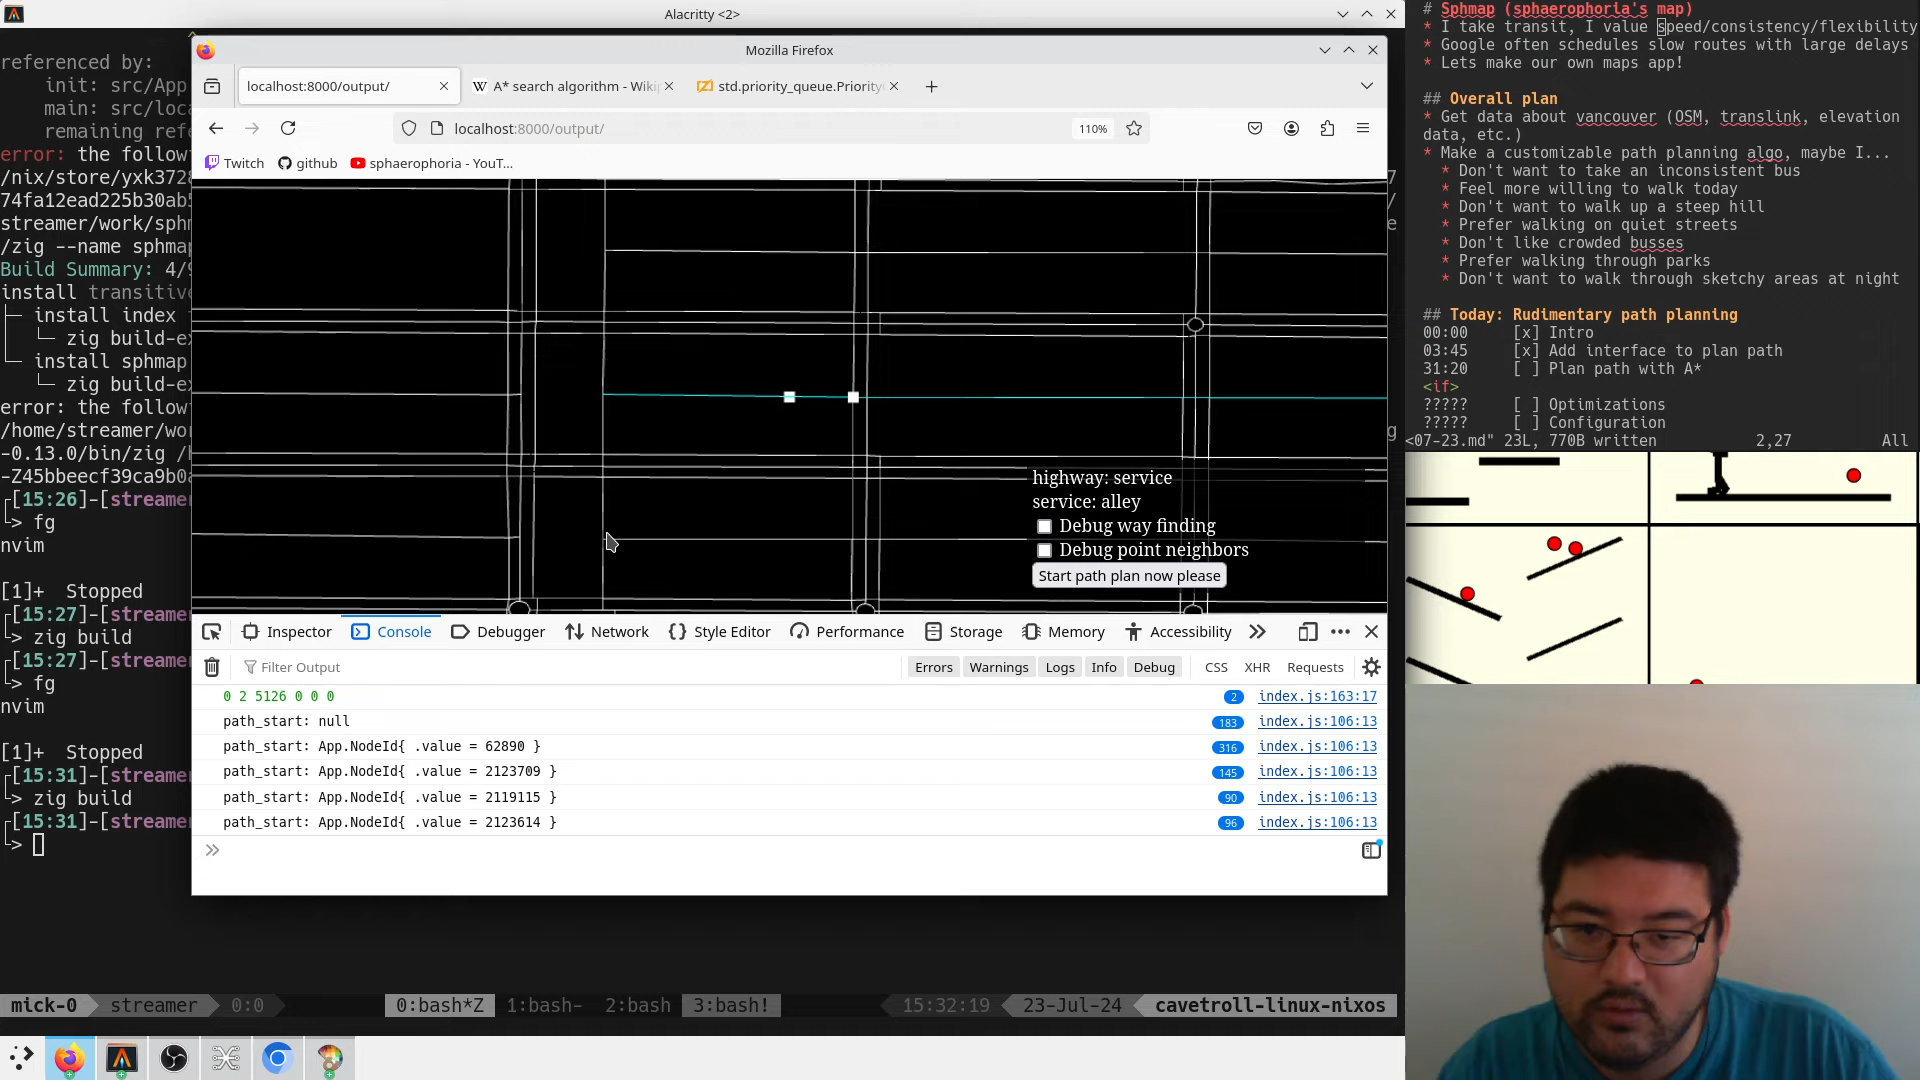 Alacritty <2>
referenced by:
init: src/App
main: src/loca
remaining refe
error: the follow
/nix/store/yxk3728
74fa12ead225b30ab5
streamer/work/sphm
/zig --name sphmap
Build Summary: 4/9
install transitive
install index
zig build-ex
install sphmap
zig build-ex
error: the follow
/home/streamer/wor
-0.13.0/bin/zig /h
-Z45bbeecf39ca9b0a
[15:26]-[streamer
> fg
nvim
[1]+  Stopped
[15:27]-[streamer
> zig build
[15:27]-[streamer
> fg
nvim
[1]+  Stopped
[15:31]-[streamer
> zig build
[15:31]-[streamer
>
Mozilla Firefox
localhost:8000/output/
A* search algorithm - Wiki
std.priority_queue.Priority
localhost:8000/output/
110%
Twitch
github
sphaerophoria - YouT...
highway: service
service: alley
Debug way finding
Debug point neighbors
Start path plan now please
Inspector
Console
Debugger
Network
Style Editor
Performance
Storage
Memory
Accessibility
Filter Output
Errors
Warnings
Logs
Info
Debug
CSS
XHR
Requests
0 2 5126 0 0 0 2 index.js:163:17
path_start: null 183 index.js:106:13
path_start: App.NodeId{ .value = 62890 } 316 index.js:106:13
path_start: App.NodeId{ .value = 2123709 } 145 index.js:106:13
path_start: App.NodeId{ .value = 2119115 } 90 index.js:106:13
path_start: App.NodeId{ .value = 2123614 } 96 index.js:106:13
mick-0
streamer
0:0
0:bash*Z
1:bash-
2:bash
3:bash!
15:32:19
23-Jul-24
cavetroll-linux-nixos
# Sphmap (sphaerophoria's map)
* I take transit, I value speed/consistency/flexibility
* Google often schedules slow routes with large delays
* Lets make our own maps app!
## Overall plan
* Get data about vancouver (OSM, translink, elevation
data, etc.)
* Make a customizable path planning algo, maybe I...
* Don't want to take an inconsistent bus
* Feel more willing to walk today
* Don't want to walk up a steep hill
* Prefer walking on quiet streets
* Don't like crowded busses
* Prefer walking through parks
* Don't want to walk through sketchy areas at night
## Today: Rudimentary path planning
00:00 [x] Intro
03:45 [x] Add interface to plan path
31:20 [ ] Plan path with A*
<if>
????? [ ] Optimizations
????? [ ] Configuration
<07-23.md" 23L, 770B written 2,27 All